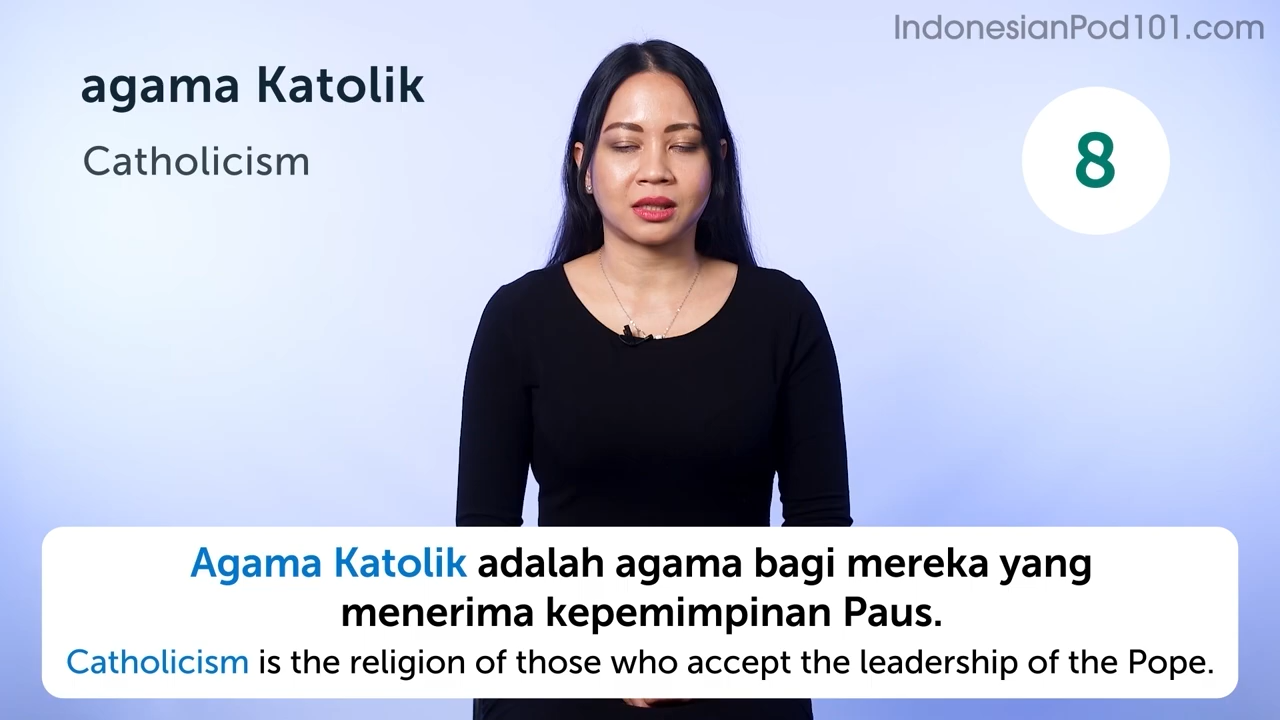 IndonesianPod101.com
agama Katolik
Catholicism
8
Agama Katolik adalah agama bagi mereka yang
menerima kepemimpinan Paus.
Catholicism is the religion of those who accept the leadership of the Pope.